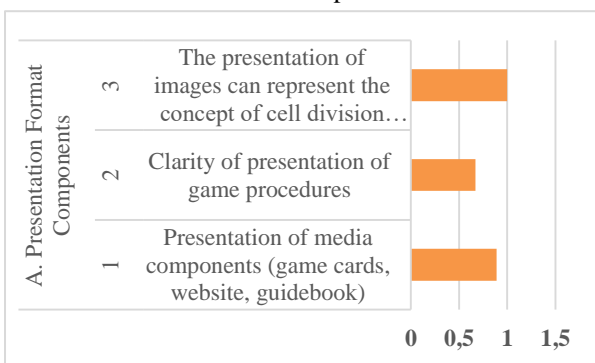 A. Presentation Format
Components
3
The presentation of
images can represent the
concept of cell division…
2
Clarity of presentation of
game procedures
1
Presentation of media
components (game cards,
website, guidebook)
0 0,5 1 1,5